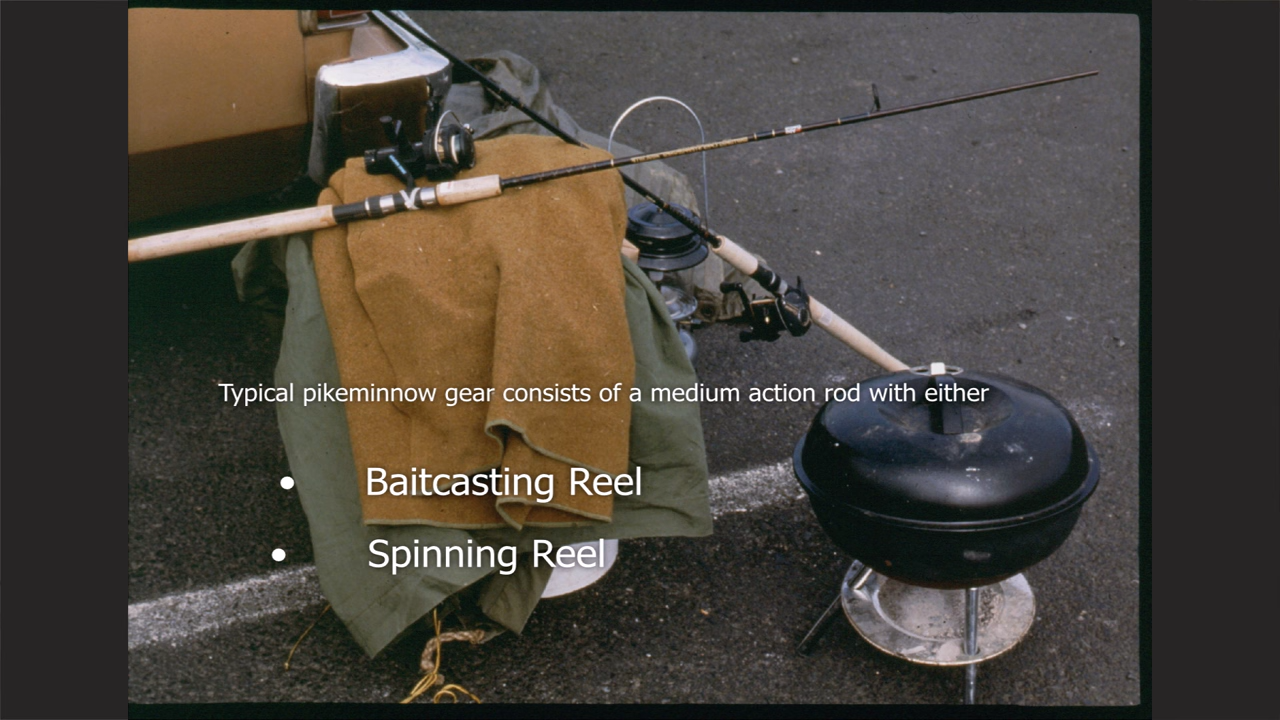 Typical pikeminnow gear consists of a medium action rod with either
• Baitcasting Reel
• Spinning Reel